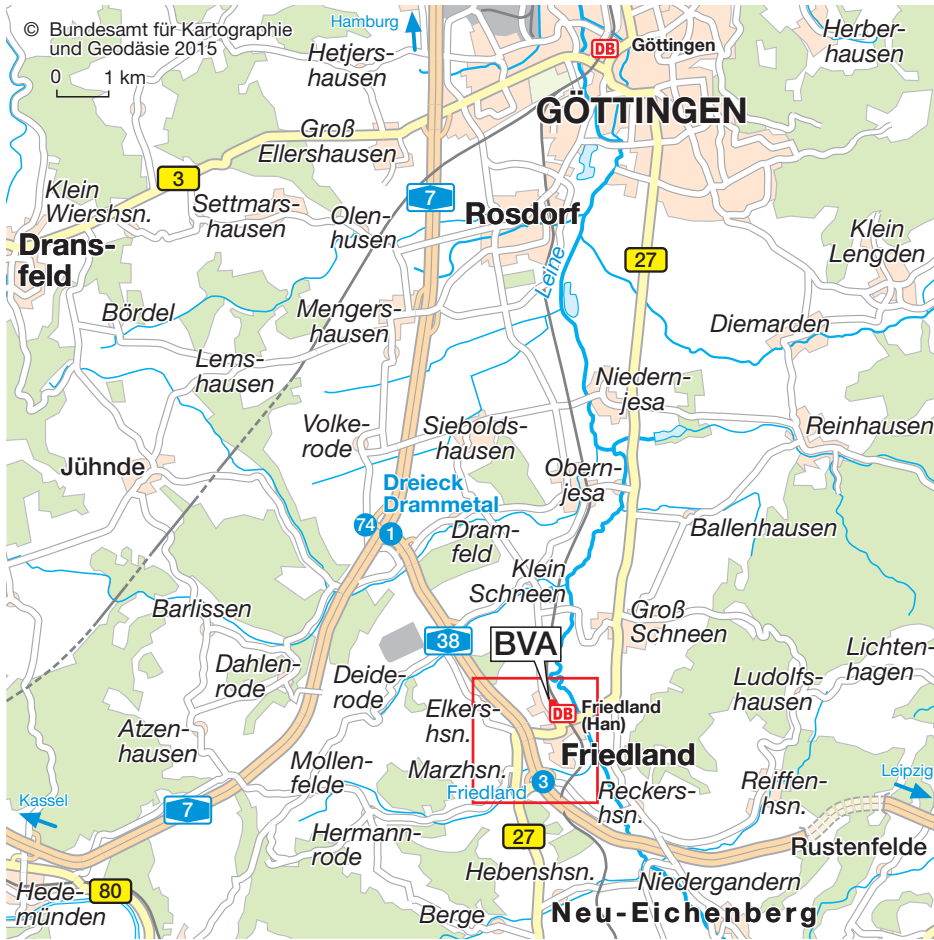 © Bundesamt für Kartographie
und Geodäsie 2015
0 1 km
Hamburg
Hetjers-
hausen
DB Göttingen
Herber-
hausen
GÖTTINGEN
Groß
Ellershausen
3
Klein
Wiershsn.
Settmars-
hausen
7
Olen-
husen
Rosdorf
Drans-
feld
27
Klein
Lengden
Leine
Bördel
Mengers-
hausen
Diemarden
Lems-
hausen
Niedern-
jesa
Volke-
rode
Siebolds-
hausen
Reinhausen
Jühnde
Obern-
jesa
Dreieck
Drammetal
74
1
Dram-
feld
Ballenhausen
Klein
Schneen
Barlissen
Groß
Schneen
38
BVA
Dahlen-
rode
Deide-
rode
Lichten-
hagen
Ludolfs-
hausen
Elkers-
hsn.
DB Friedland
(Han)
Atzen-
hausen
Friedland
Mollen-
felde
Marzhsn.
Friedland 3
Reckers-
hsn.
Reiffen-
hsn.
Leipzig
Kassel
7
Hermann-
rode
27
Rustenfelde
Hebenshsn.
Niedergandern
80
Hede-
münden
Berge
Neu-Eichenberg